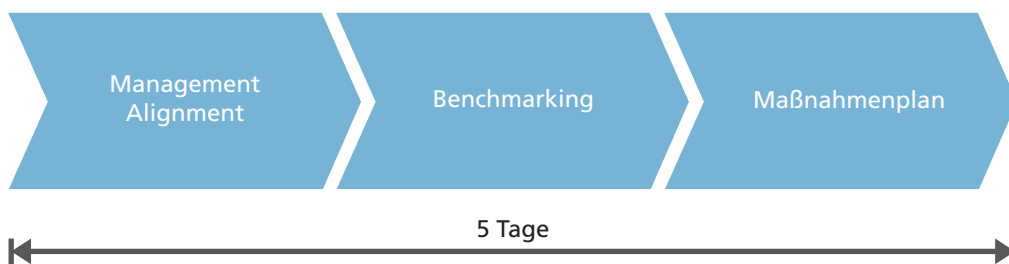 Management
Alignment
Benchmarking
Maßnahmenplan
5 Tage